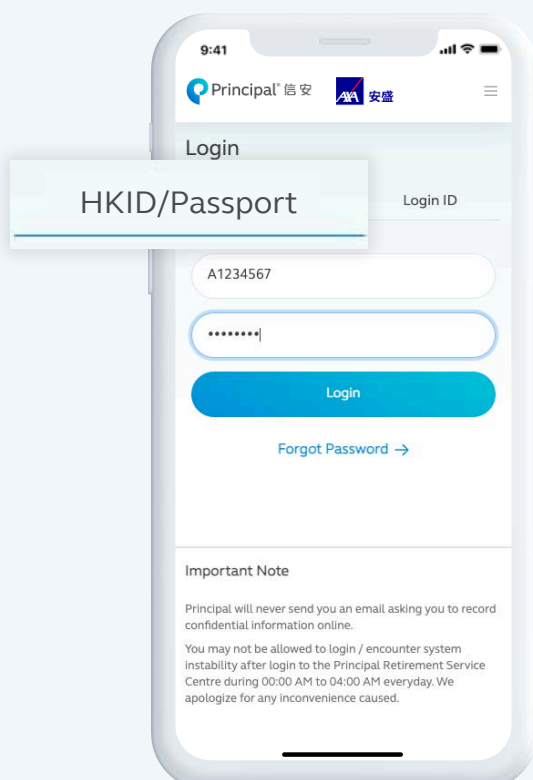 9:41
Principal® 信安 AXA 安盛
Login
HKID/Passport Login ID
A1234567
Login
Forgot Password →
Important Note
Principal will never send you an email asking you to record
confidential information online.
You may not be allowed to login / encounter system
instability after login to the Principal Retirement Service
Centre during 00:00 AM to 04:00 AM everyday. We
apologize for any inconvenience caused.